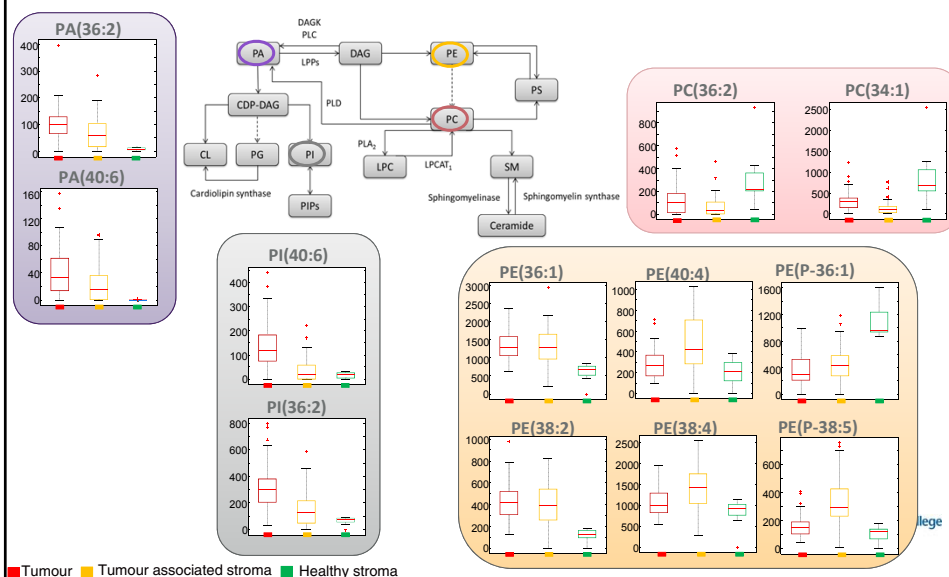 PA(36:2)
400
300
200
100
0
PA(40:6)
160
120
80
40
0
DAGK
PLC
PA
LPPs
DAG
PE
PS
CDP-DAG
PLD
PC
PLA2
LPC
LPCAT1
SM
CL
PG
PI
Cardiolipin synthase
PIPs
Sphingomyelinase
Sphingomyelin synthase
Ceramide
PC(36:2)
800
600
400
200
0
PC(34:1)
2500
2000
1500
1000
500
0
PI(40:6)
400
300
200
100
0
PI(36:2)
800
600
400
200
0
PE(36:1)
3000
2500
2000
1500
1000
500
0
PE(40:4)
1000
800
600
400
200
0
PE(P-36:1)
1600
1200
800
400
0
PE(38:2)
1000
800
600
400
200
0
PE(38:4)
2500
2000
1500
1000
500
0
PE(P-38:5)
600
400
200
0
llege
Tumour Tumour associated stroma Healthy stroma